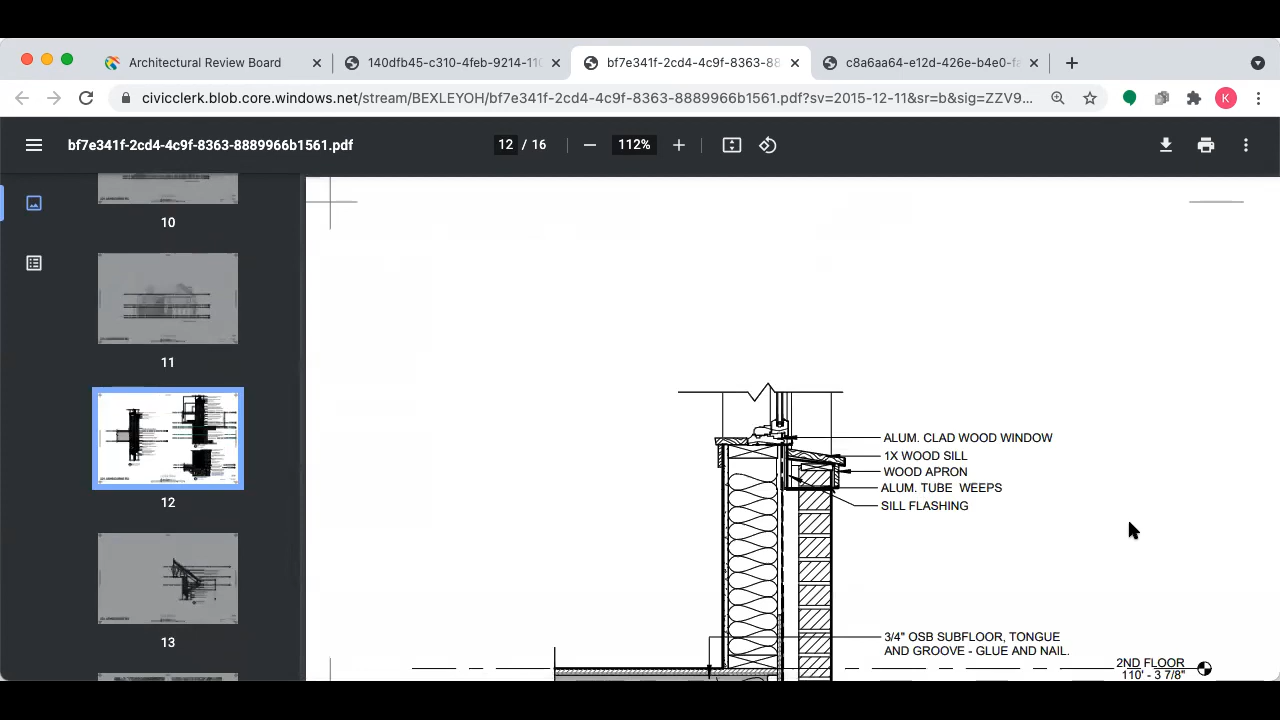 Architectural Review Board
140dfb45-c310-4feb-9214-110
bf7e341f-2cd4-4c9f-8363-88
c8a6aa64-e12d-426e-b4e0-fa
civicclerk.blob.core.windows.net/stream/BEXLEYOH/bf7e341f-2cd4-4c9f-8363-8889966b1561.pdf?sv=2015-12-11&sr=b&sig=ZZV9...
K
bf7e341f-2cd4-4c9f-8363-8889966b1561.pdf
12 / 16
112%
10
11
12
13
ALUM. CLAD WOOD WINDOW
1X WOOD SILL
WOOD APRON
ALUM. TUBE WEEPS
SILL FLASHING
3/4" OSB SUBFLOOR, TONGUE
AND GROOVE - GLUE AND NAIL.
2ND FLOOR
110' - 3 7/8"